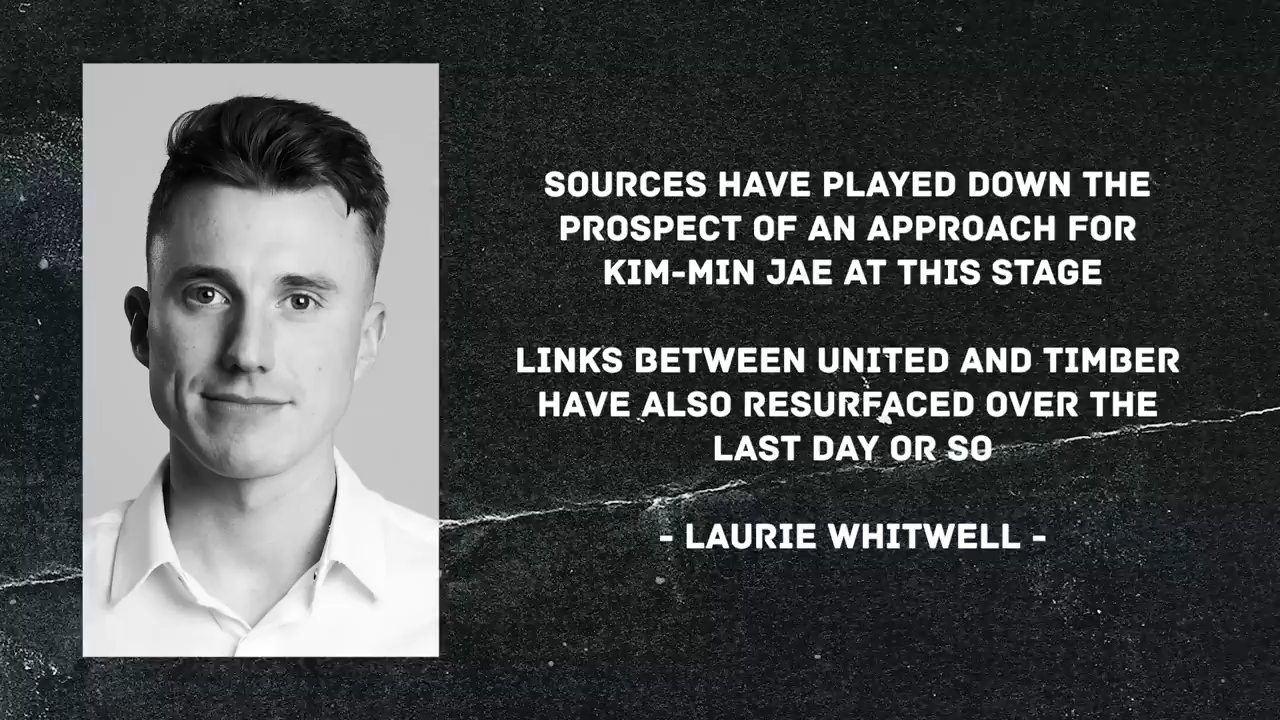 SOURCES HAVE PLAYED DOWN THE
PROSPECT OF AN APPROACH FOR
KIM-MIN JAE AT THIS STAGE
LINKS BETWEEN UNITED AND TIMBER
HAVE ALSO RESURFACED OVER THE
LAST DAY OR SO
- LAURIE WHITWELL -